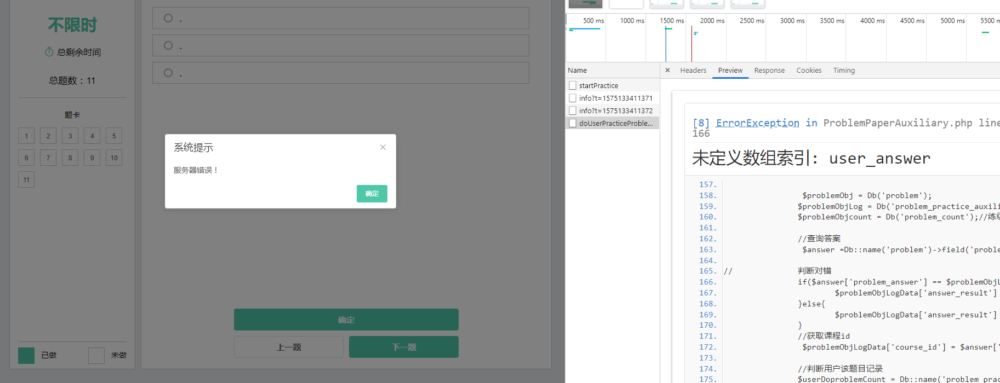 不限时
总剩余时间
总题数：11
题卡
1 2 3 4 5
6 7 8 9 10
11
已做 未做
、
、
、
系统提示
服务器错误！
确定
确定
上一题 下一题
500 ms 1000 ms 1500 ms 2000 ms 2500 ms 3000 ms 3500 ms 4000 ms 4500 ms 5000 ms 5500
Name
startPractice
info?t=1575133411371
info?t=1575133411372
doUserPracticeProble...
× Headers Preview Response Cookies Timing
[8] ErrorException in ProblemPaperAuxiliary.php line
166
未定义数组索引: user_answer
157.
158. $problemObj = Db('problem');
159. $problemObjLog = Db('problem_practice_auxili
160. $problemObjcount = Db('problem_count');//练
161.
162. //查询答案
163. $answer =Db::name('problem')->field('proble
164.
165. // 判断对错
166. if($answer['problem_answer'] == $problemObjL
167. $problemObjLogData['answer_result']
168. }else{
169. $problemObjLogData['answer_result']
170. }
171. //获取课程id
172. $problemObjLogData['course_id'] = $answer['
173.
174. //判断用户该题目记录
175. $userDoproblemCount = Db::name('problem_prac